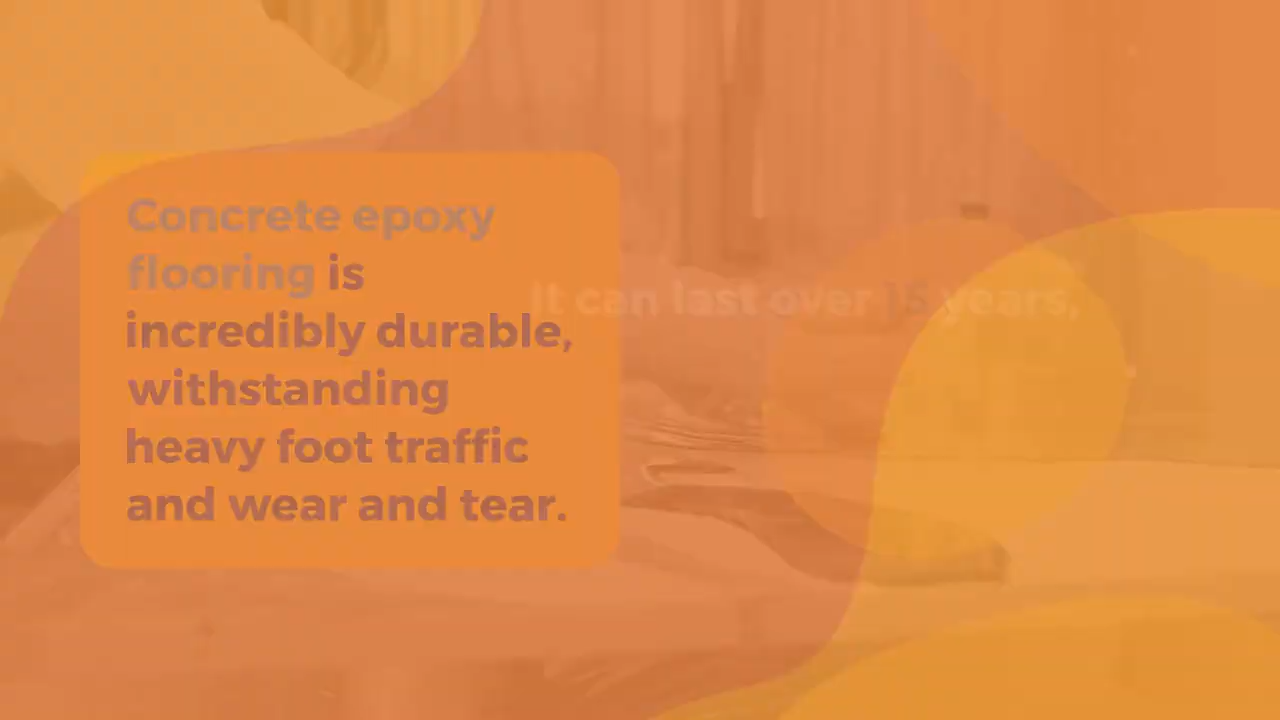 Concrete epoxy
flooring is
incredibly durable,
withstanding
heavy foot traffic
and wear and tear.
It can last over 15 years,